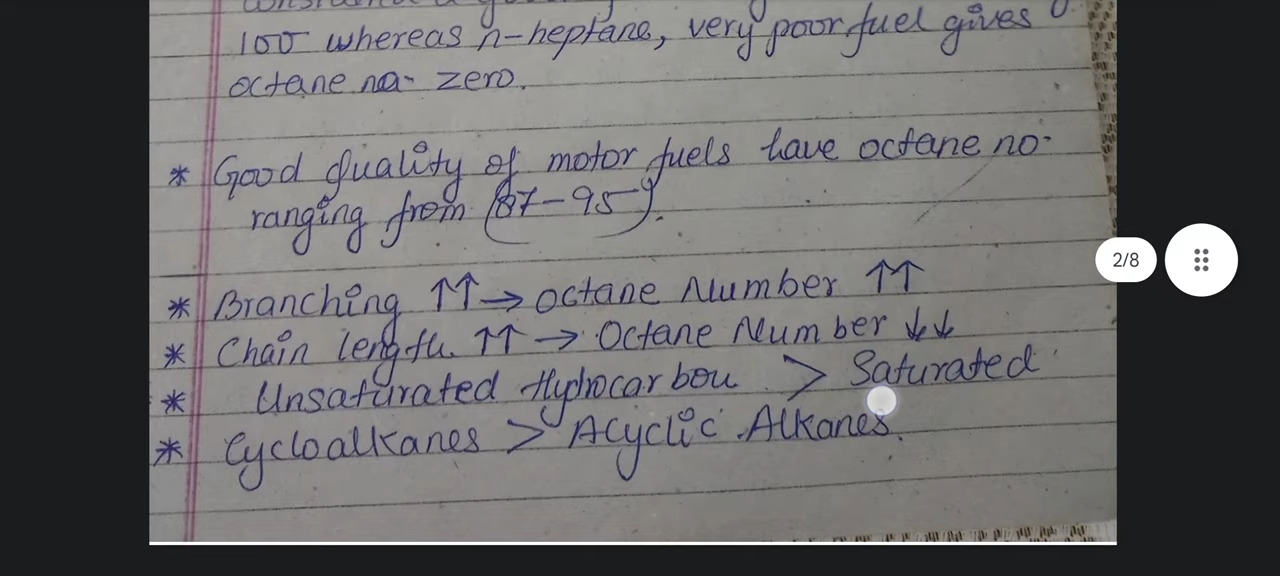 100 whereas n-heptane, very poor fuel gives
octane no. zero.
* Good quality of motor fuels have octane no.
ranging from (87-95).
* Branching ↑↑ → octane Number ↑↑
* Chain length ↑↑ → Octane Number ↓↓
* Unsaturated Hydrocarbon > Saturated
* Cycloalkanes > Acyclic Alkanes.
2/8